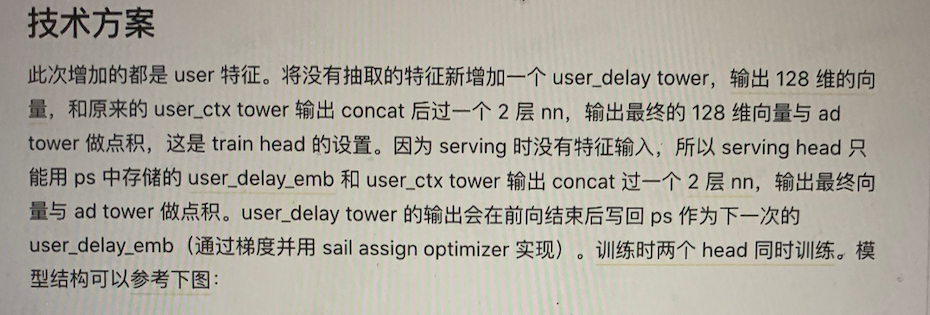 技术方案
此次增加的都是 user 特征。将没有抽取的特征新增加一个 user_delay tower，输出 128 维的向
量，和原来的 user_ctx tower 输出 concat 后过一个 2 层 nn，输出最终的 128 维向量与 ad
tower 做点积，这是 train head 的设置。因为 serving 时没有特征输入，所以 serving head 只
能用 ps 中存储的 user_delay_emb 和 user_ctx tower 输出 concat 过一个 2 层 nn，输出最终向
量与 ad tower 做点积。user_delay tower 的输出会在前向结束后写回 ps 作为下一次的
user_delay_emb（通过梯度并用 sail assign optimizer 实现）。训练时两个 head 同时训练。模
型结构可以参考下图：